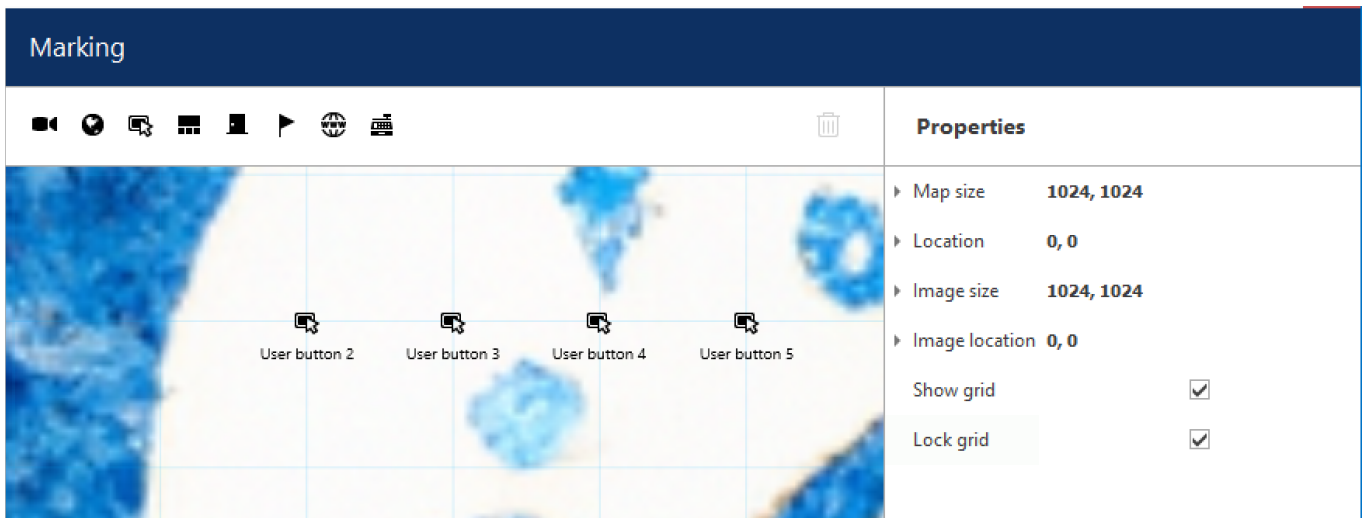 Marking
www
Properties
Map size 1024, 1024
Location 0, 0
Image size 1024, 1024
Image location 0, 0
Show grid
Lock grid
User button 2 User button 3 User button 4 User button 5